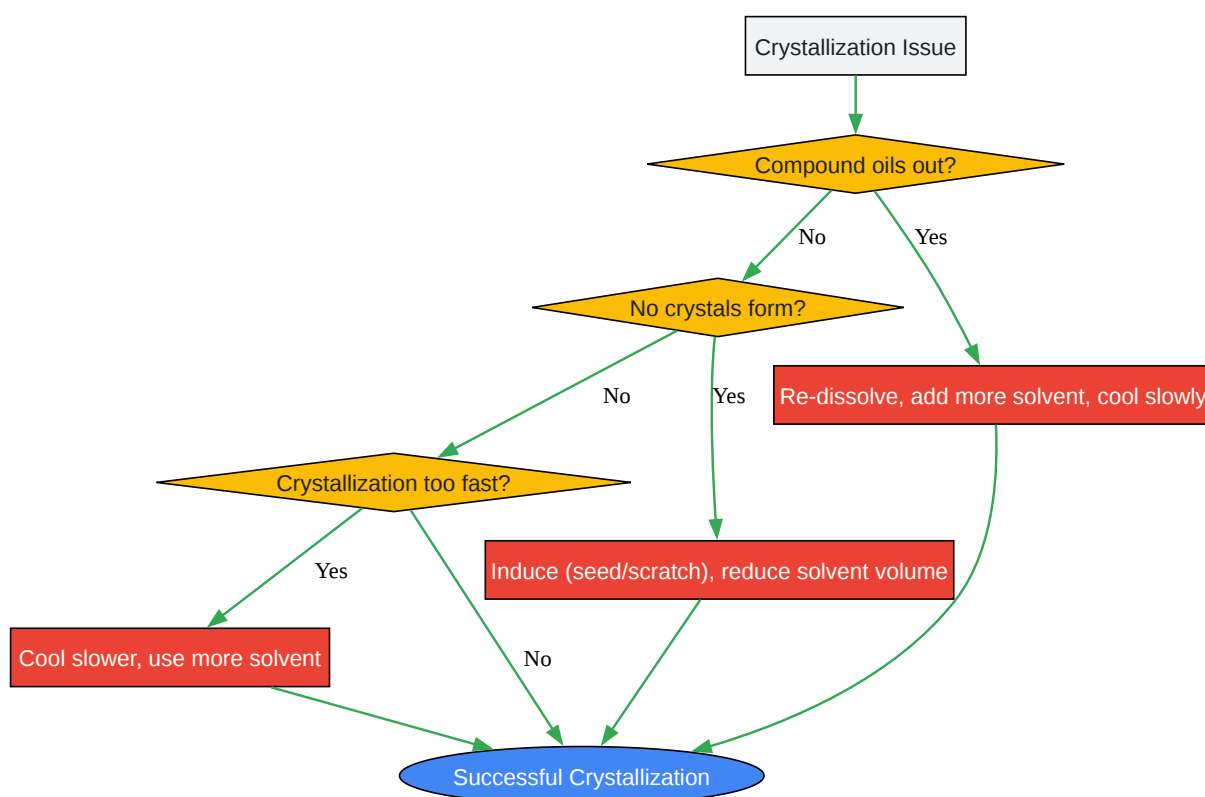 Crystallization Issue
Compound oils out?
No
Yes
No crystals form?
No
Yes
Re-dissolve, add more solvent, cool slowly
Crystallization too fast?
Yes
Induce (seed/scratch), reduce solvent volume
No
Cool slower, use more solvent
Successful Crystallization